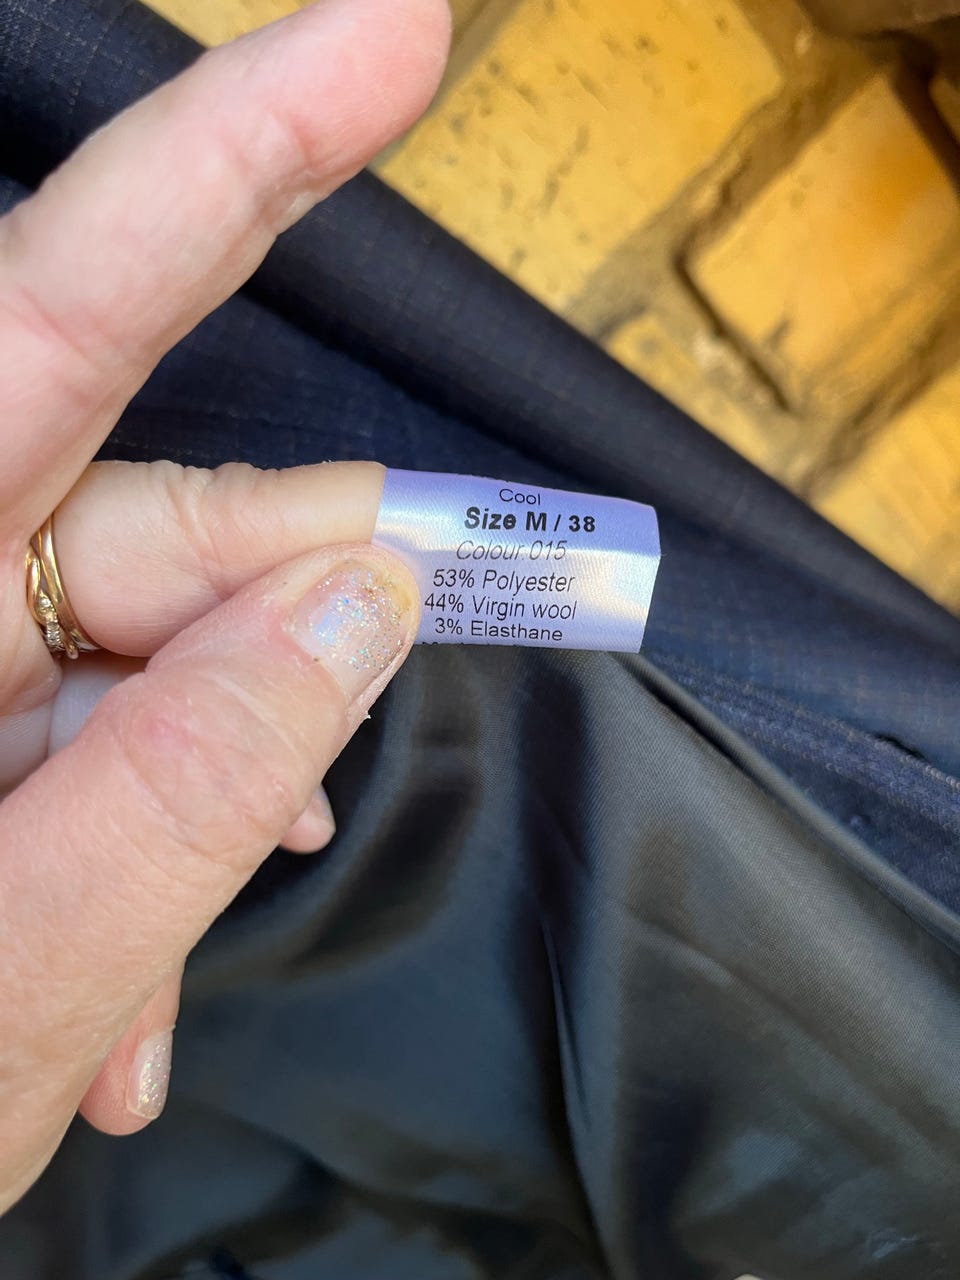 Cool
Size M / 38
Colour 015
53% Polyester
44% Virgin wool
3% Elasthane